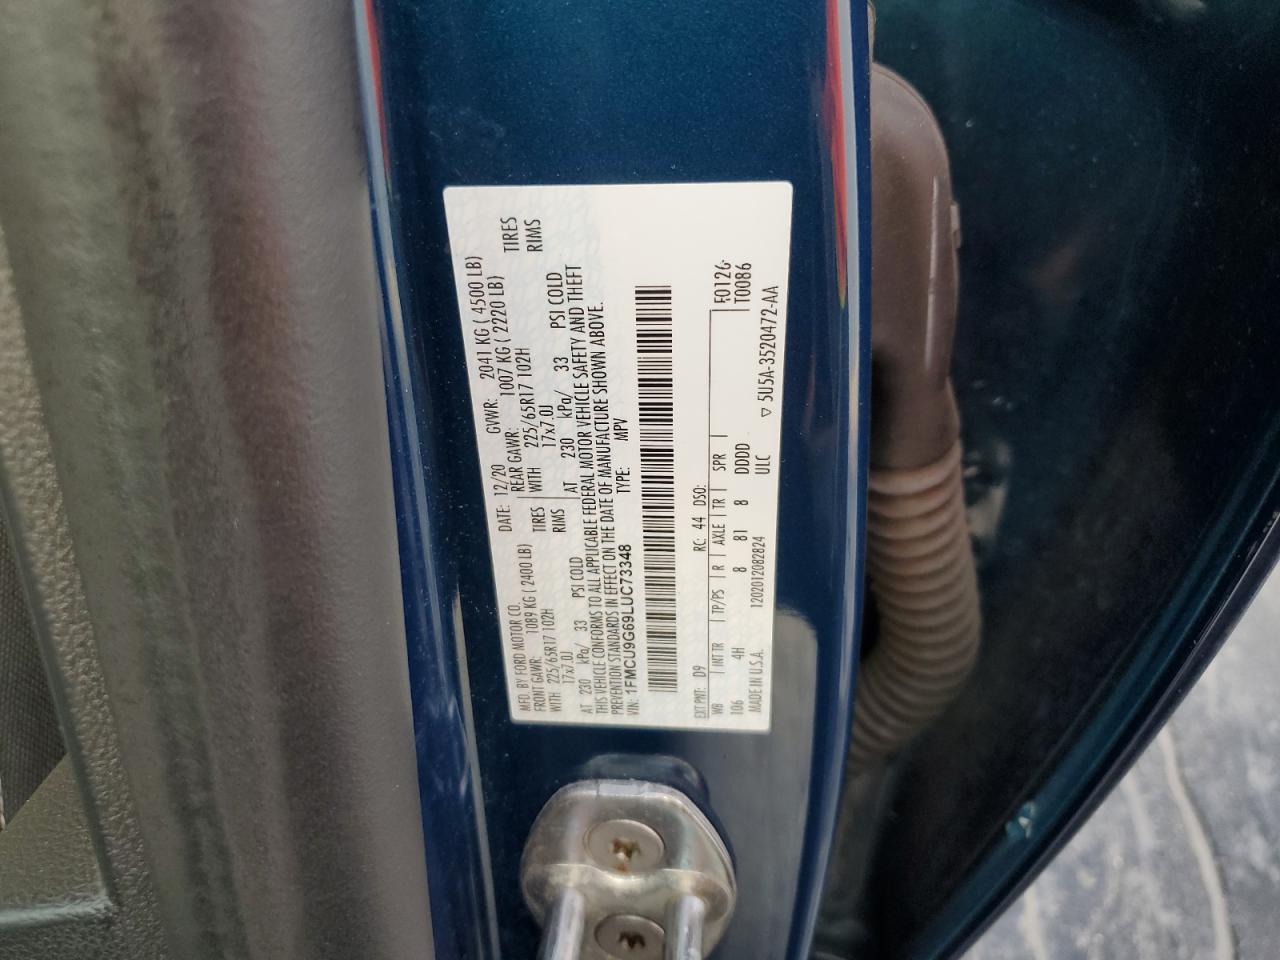 MFD. BY FORD MOTOR CO. DATE: 12/20 GVWR: 2041 KG ( 4500 LB)
FRONT GAWR: 1089 KG ( 2400 LB) REAR GAWR: 1007 KG ( 2220 LB)
WITH 225/65R17 102H TIRES WITH 225/65R17 102H TIRES
17x7.0J RIMS 17x7.0J RIMS
AT 230 kPa/ 33 PSI COLD AT 230 kPa/ 33 PSI COLD
THIS VEHICLE CONFORMS TO ALL APPLICABLE FEDERAL MOTOR VEHICLE SAFETY AND THEFT
PREVENTION STANDARDS IN EFFECT ON THE DATE OF MANUFACTURE SHOWN ABOVE.
VIN: 1FMCU9G69LUC73348 TYPE: MPV
EXT PNT: D9 RC: 44 DSO:
WB INT TR TP/PS R AXLE TR SPR F0126
106 4H 8 81 8 DDDD T0086
MADE IN U.S.A. 1202012082824 ULC ▽ 5U5A-3520472-AA